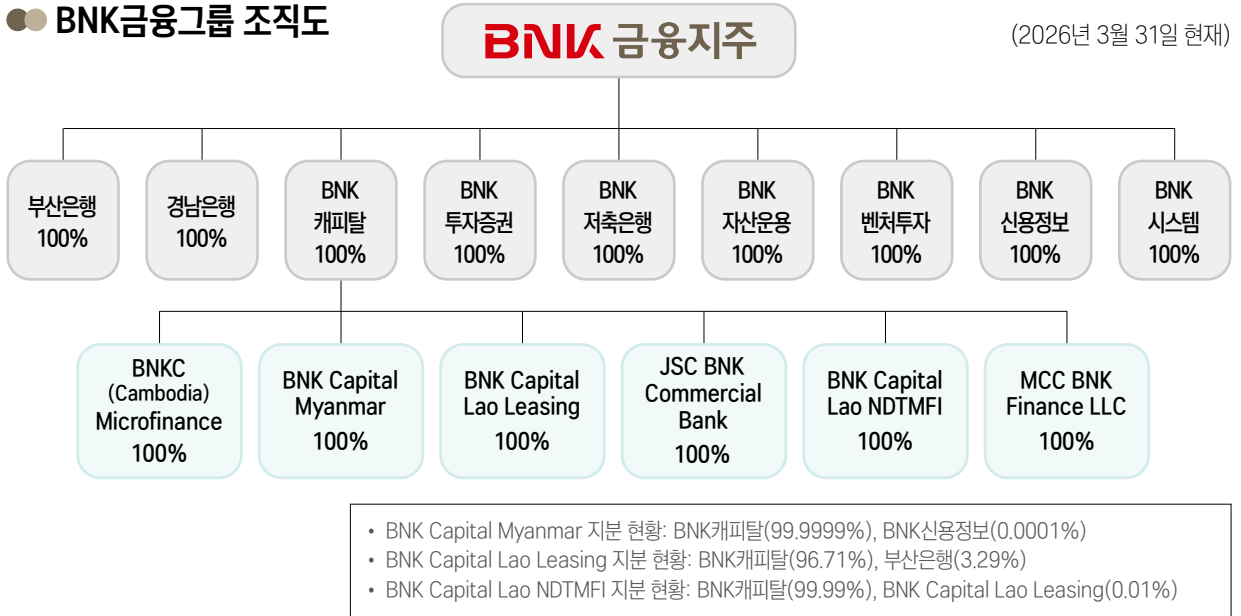 BNK금융그룹 조직도
BNK 금융지주
(2026년 3월 31일 현재)
부산은행
100%
경남은행
100%
BNK
캐피탈
100%
BNK
투자증권
100%
BNK
저축은행
100%
BNK
자산운용
100%
BNK
벤처투자
100%
BNK
신용정보
100%
BNK
시스템
100%
BNKC
(Cambodia)
Microfinance
100%
BNK Capital
Myanmar
100%
BNK Capital
Lao Leasing
100%
JSC BNK
Commercial
Bank
100%
BNK Capital
Lao NDTMFI
100%
MCC BNK
Finance LLC
100%
• BNK Capital Myanmar 지분 현황: BNK캐피탈(99.9999%), BNK신용정보(0.0001%)
• BNK Capital Lao Leasing 지분 현황: BNK캐피탈(96.71%), 부산은행(3.29%)
• BNK Capital Lao NDTMFI 지분 현황: BNK캐피탈(99.99%), BNK Capital Lao Leasing(0.01%)